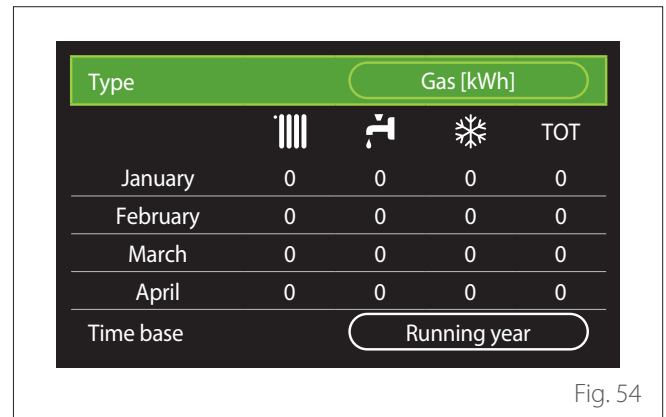 Type Gas [kWh]
TOT
January 0 0 0 0
February 0 0 0 0
March 0 0 0 0
April 0 0 0 0
Time base Running year
Fig. 54